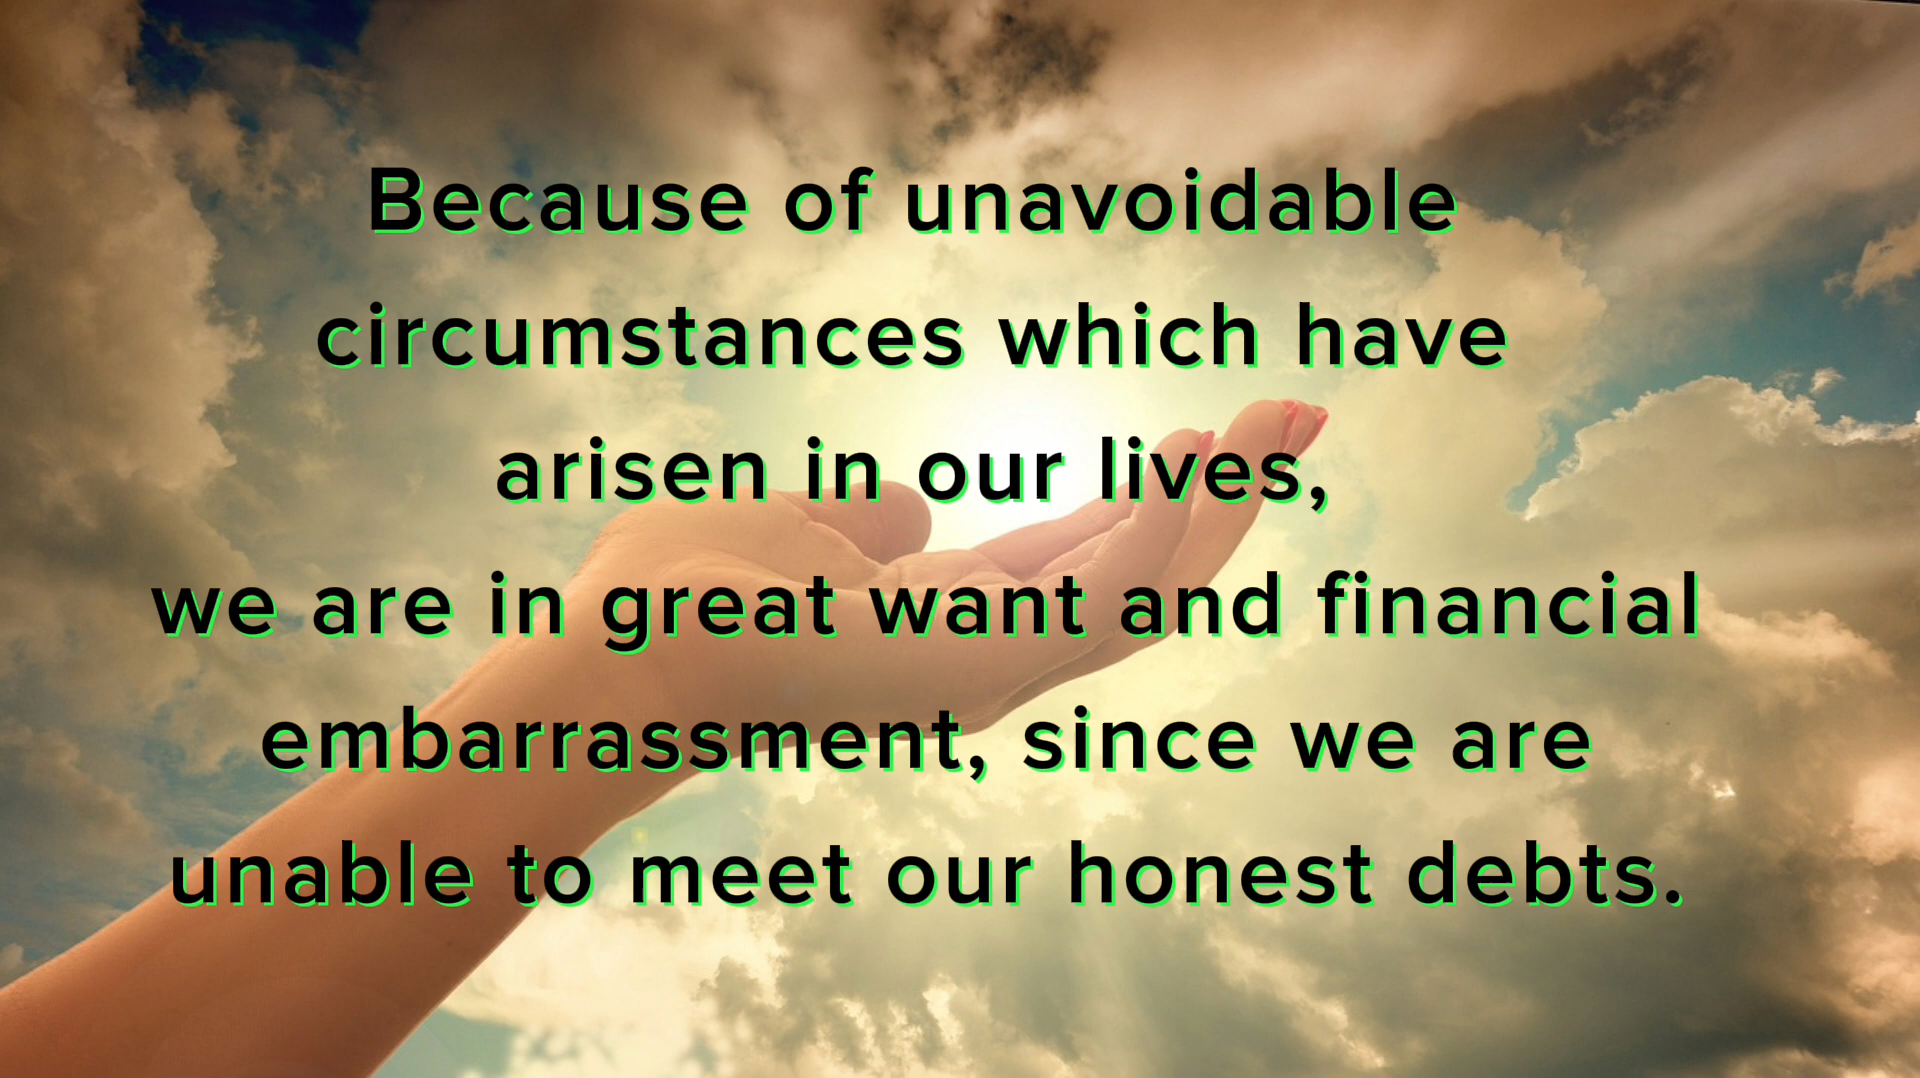 Because of unavoidable
circumstances which have
arisen in our lives,
we are in great want and financial
embarrassment, since we are
unable to meet our honest debts.